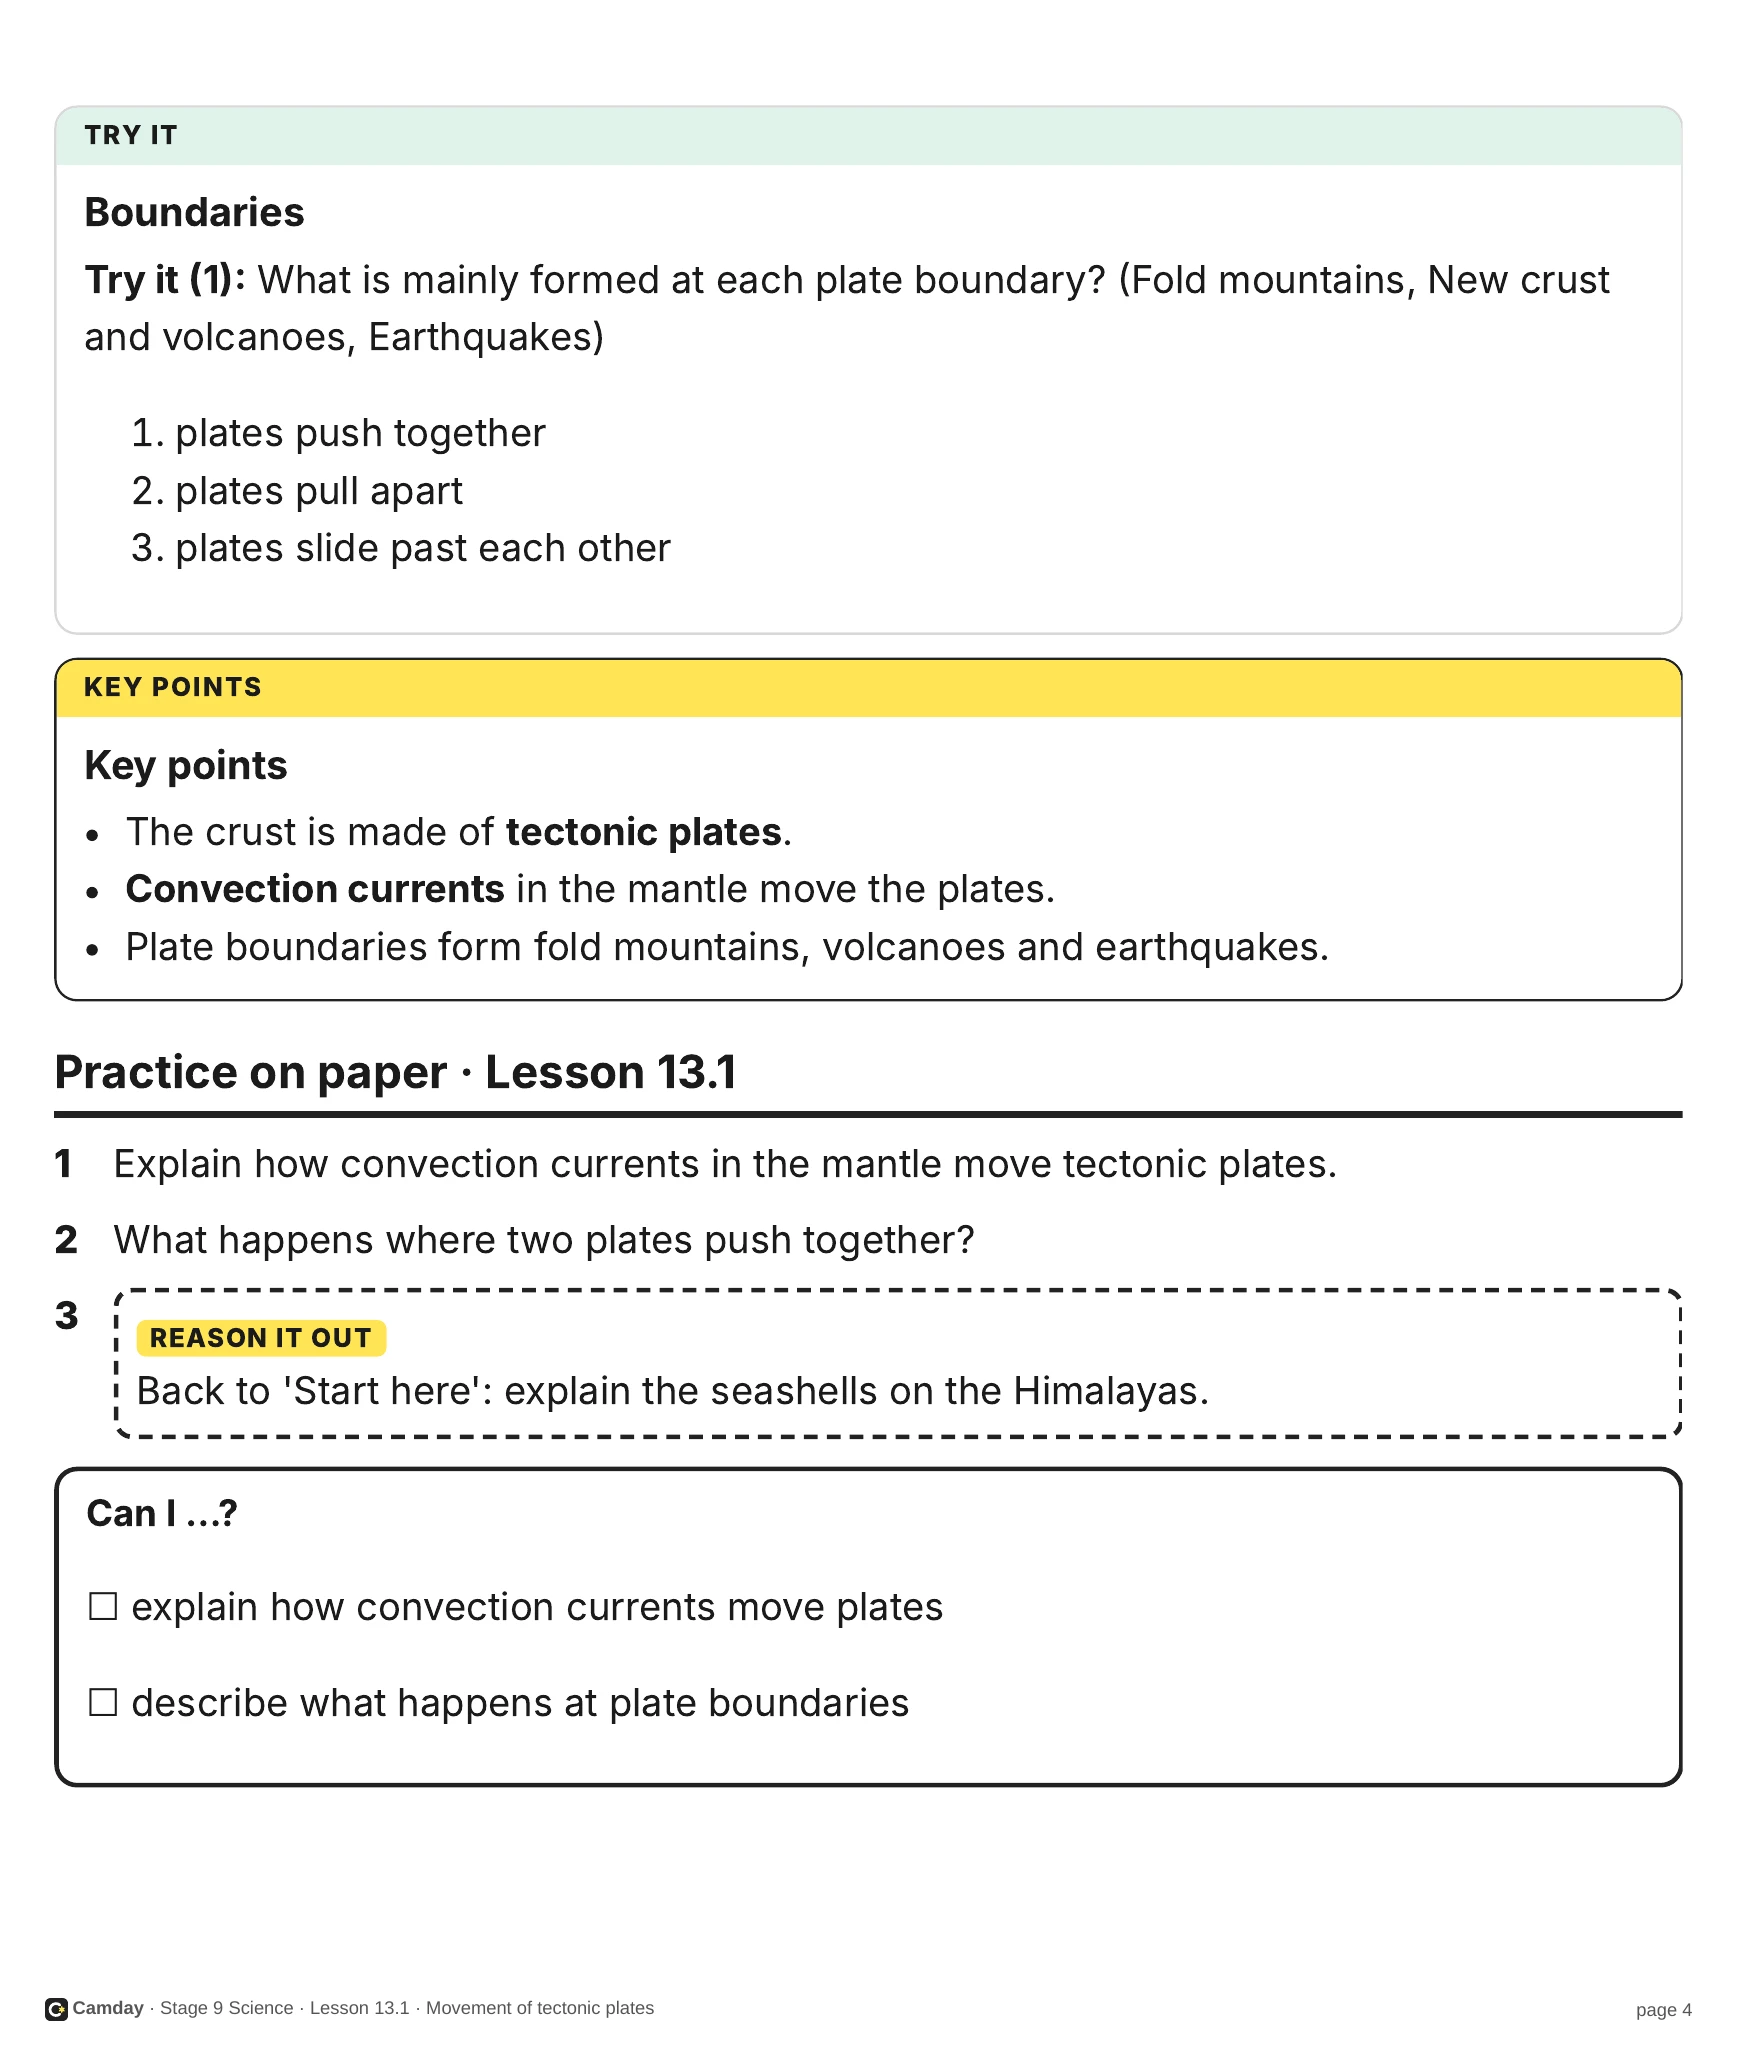 TRY IT
Boundaries
Try it (1): What is mainly formed at each plate boundary? (Fold mountains, New crust
and volcanoes, Earthquakes)
1. plates push together
2. plates pull apart
3. plates slide past each other
KEY POINTS
Key points
• The crust is made of tectonic plates.
• Convection currents in the mantle move the plates.
• Plate boundaries form fold mountains, volcanoes and earthquakes.
Practice on paper · Lesson 13.1
1 Explain how convection currents in the mantle move tectonic plates.
2 What happens where two plates push together?
3 REASON IT OUT
Back to 'Start here': explain the seashells on the Himalayas.
Can I ...?
☐ explain how convection currents move plates
☐ describe what happens at plate boundaries
Camday · Stage 9 Science · Lesson 13.1 · Movement of tectonic plates
page 4